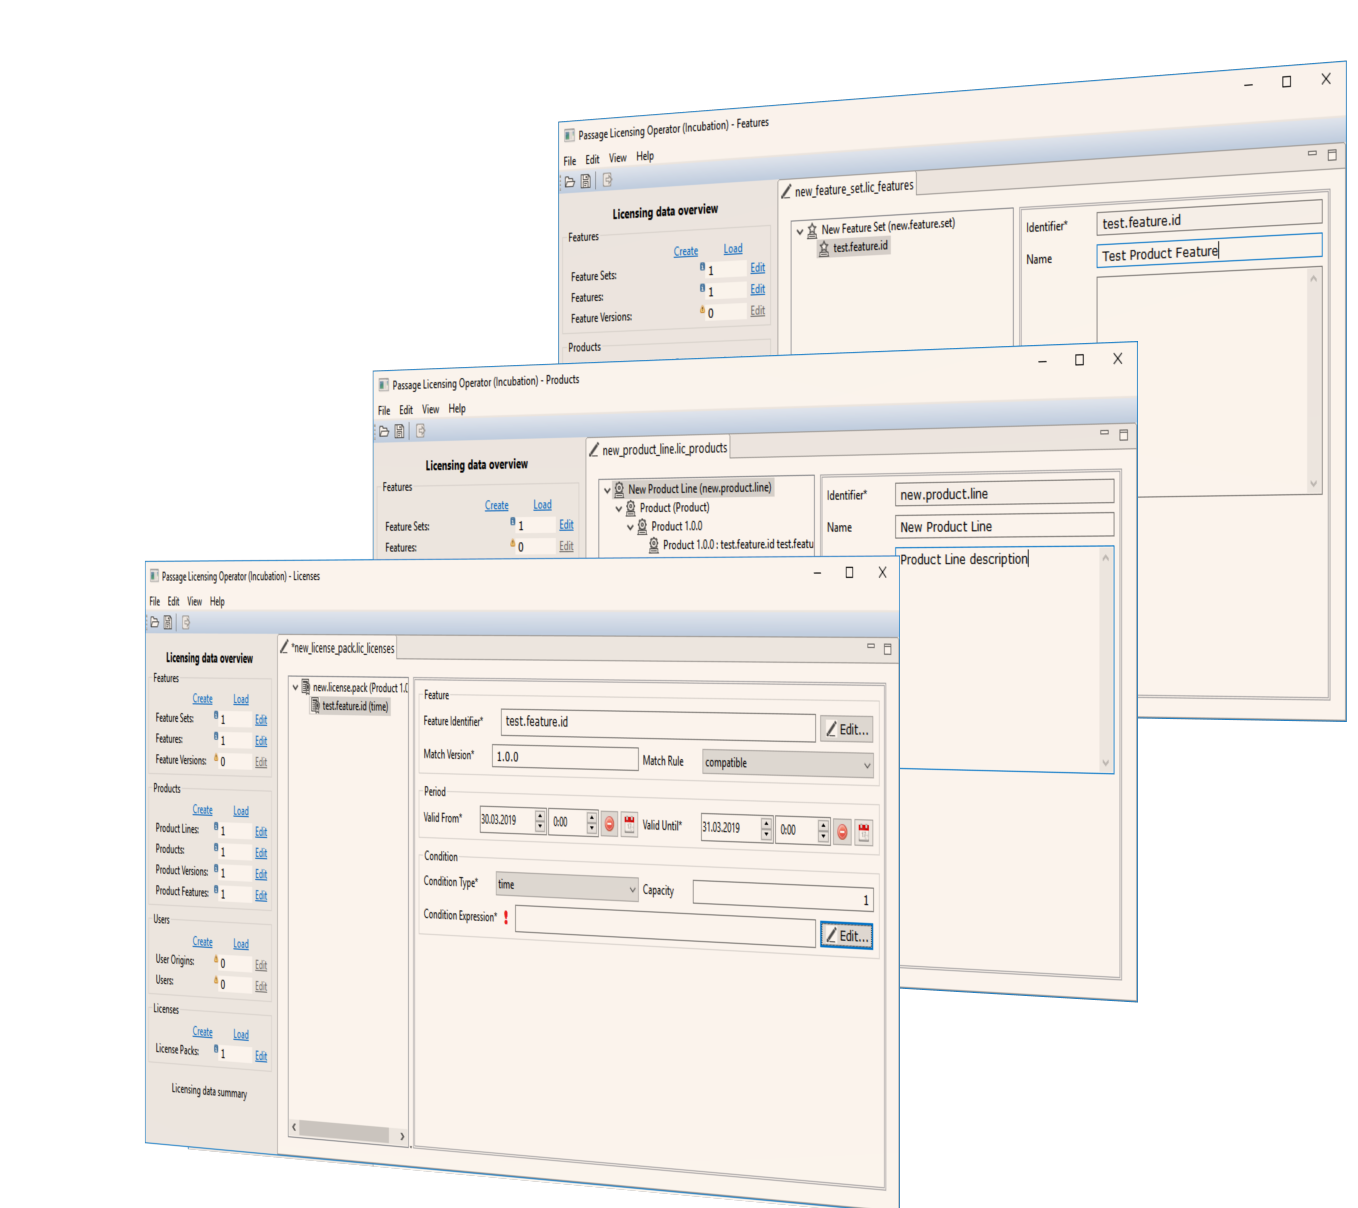 Passage Licensing Operator (Incubation) - Features
File Edit View Help
Licensing data overview
Features
Create Load
Feature Sets: 1 Edit
Features: 1 Edit
Feature Versions: 0 Edit
Products
new_feature_set.lic_features
New Feature Set (new.feature.set)
test.feature.id
Identifier* test.feature.id
Name Test Product Feature
Passage Licensing Operator (Incubation) - Products
File Edit View Help
Licensing data overview
Features
Create Load
Feature Sets: 1 Edit
Features: 0 Edit
new_product_line.lic_products
New Product Line (new.product.line)
Product (Product)
Product 1.0.0
Product 1.0.0 : test.feature.id test.featu
Identifier* new.product.line
Name New Product Line
Product Line description
Passage Licensing Operator (Incubation) - Licenses
File Edit View Help
Licensing data overview
Features
Create Load
Feature Sets: 1 Edit
Features: 1 Edit
Feature Versions: 0 Edit
Products
Create Load
Product Lines: 1 Edit
Products: 1 Edit
Product Versions: 1 Edit
Product Features: 1 Edit
Users
Create Load
User Origins: 0 Edit
Users: 0 Edit
Licenses
Create Load
License Packs: 1 Edit
Licensing data summary
*new_license_pack.lic_licenses
new.license.pack (Product 1.0
test.feature.id (time)
Feature
Feature Identifier* test.feature.id Edit...
Match Version* 1.0.0 Match Rule compatible
Period
Valid From* 30.03.2019 0:00 Valid Until* 31.03.2019 0:00
Condition
Condition Type* time Capacity 1
Condition Expression* Edit...